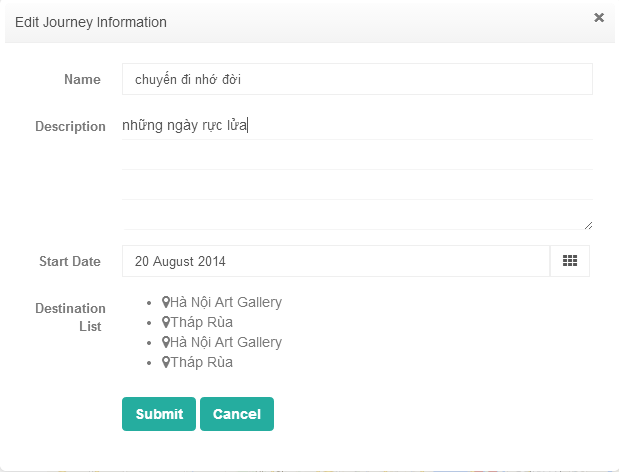 Edit Journey Information
×
Name
chuyến đi nhớ đời
Description
những ngày rực lửa
Start Date
20 August 2014
Destination
List
Hà Nội Art Gallery
Tháp Rùa
Hà Nội Art Gallery
Tháp Rùa
Submit
Cancel